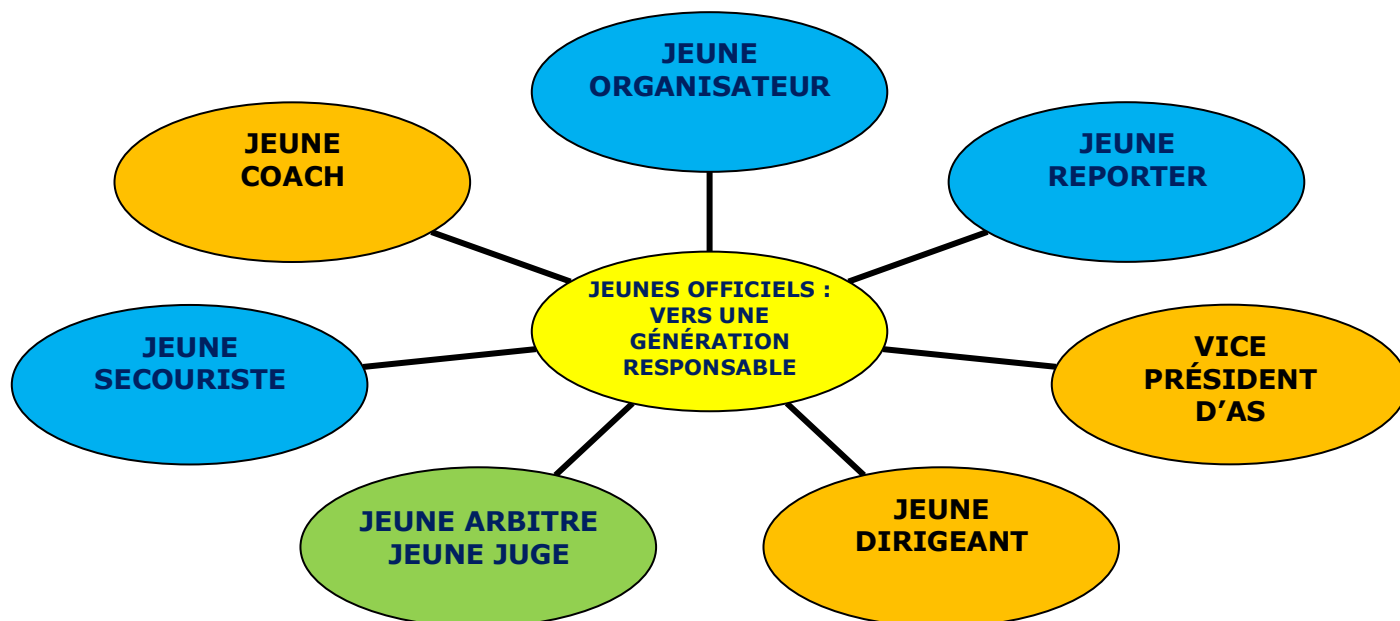 JEUNE
ORGANISATEUR
JEUNE
COACH
JEUNE
REPORTER
JEUNES OFFICIELS :
VERS UNE
GÉNÉRATION
RESPONSABLE
JEUNE
SECOURISTE
VICE
PRÉSIDENT
D’AS
JEUNE ARBITRE
JEUNE JUGE
JEUNE
DIRIGEANT